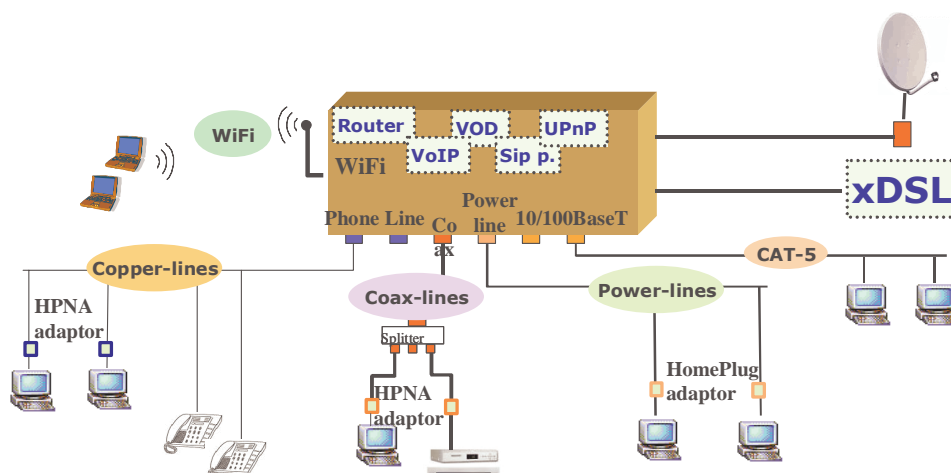 WiFi
Router
VOD
UPnP
VoIP
Sip p.
WiFi
xDSL
Phone Line
Co
ax
Power
line
10/100BaseT
Copper-lines
Coax-lines
Power-lines
CAT-5
HPNA
adaptor
Splitter
HPNA
adaptor
HomePlug
adaptor